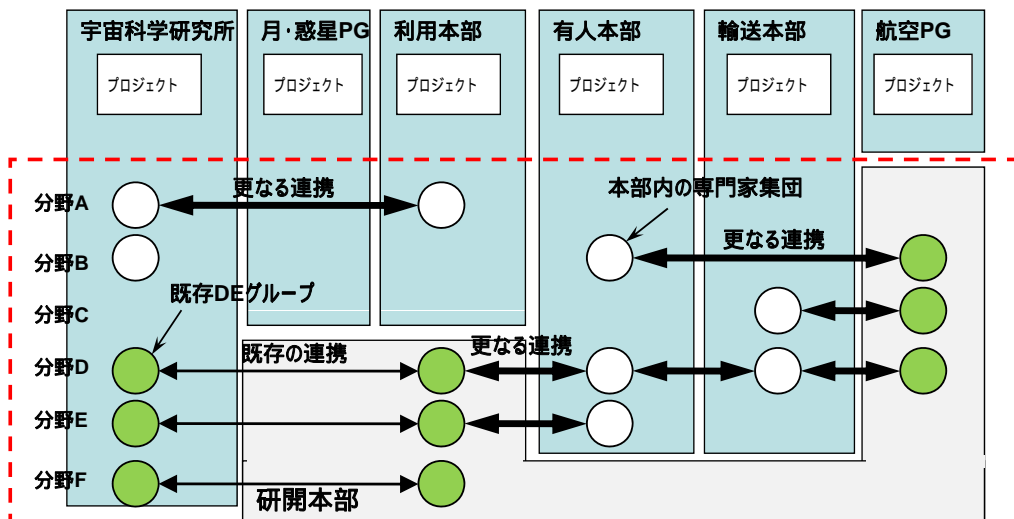 宇宙科学研究所
月・惑星PG
利用本部
有人本部
輸送本部
航空PG
プロジェクト
プロジェクト
プロジェクト
プロジェクト
プロジェクト
プロジェクト
分野A
更なる連携
本部内の専門家集団
分野B
更なる連携
既存DEグループ
分野C
既存の連携
更なる連携
分野D
分野E
分野F
研開本部